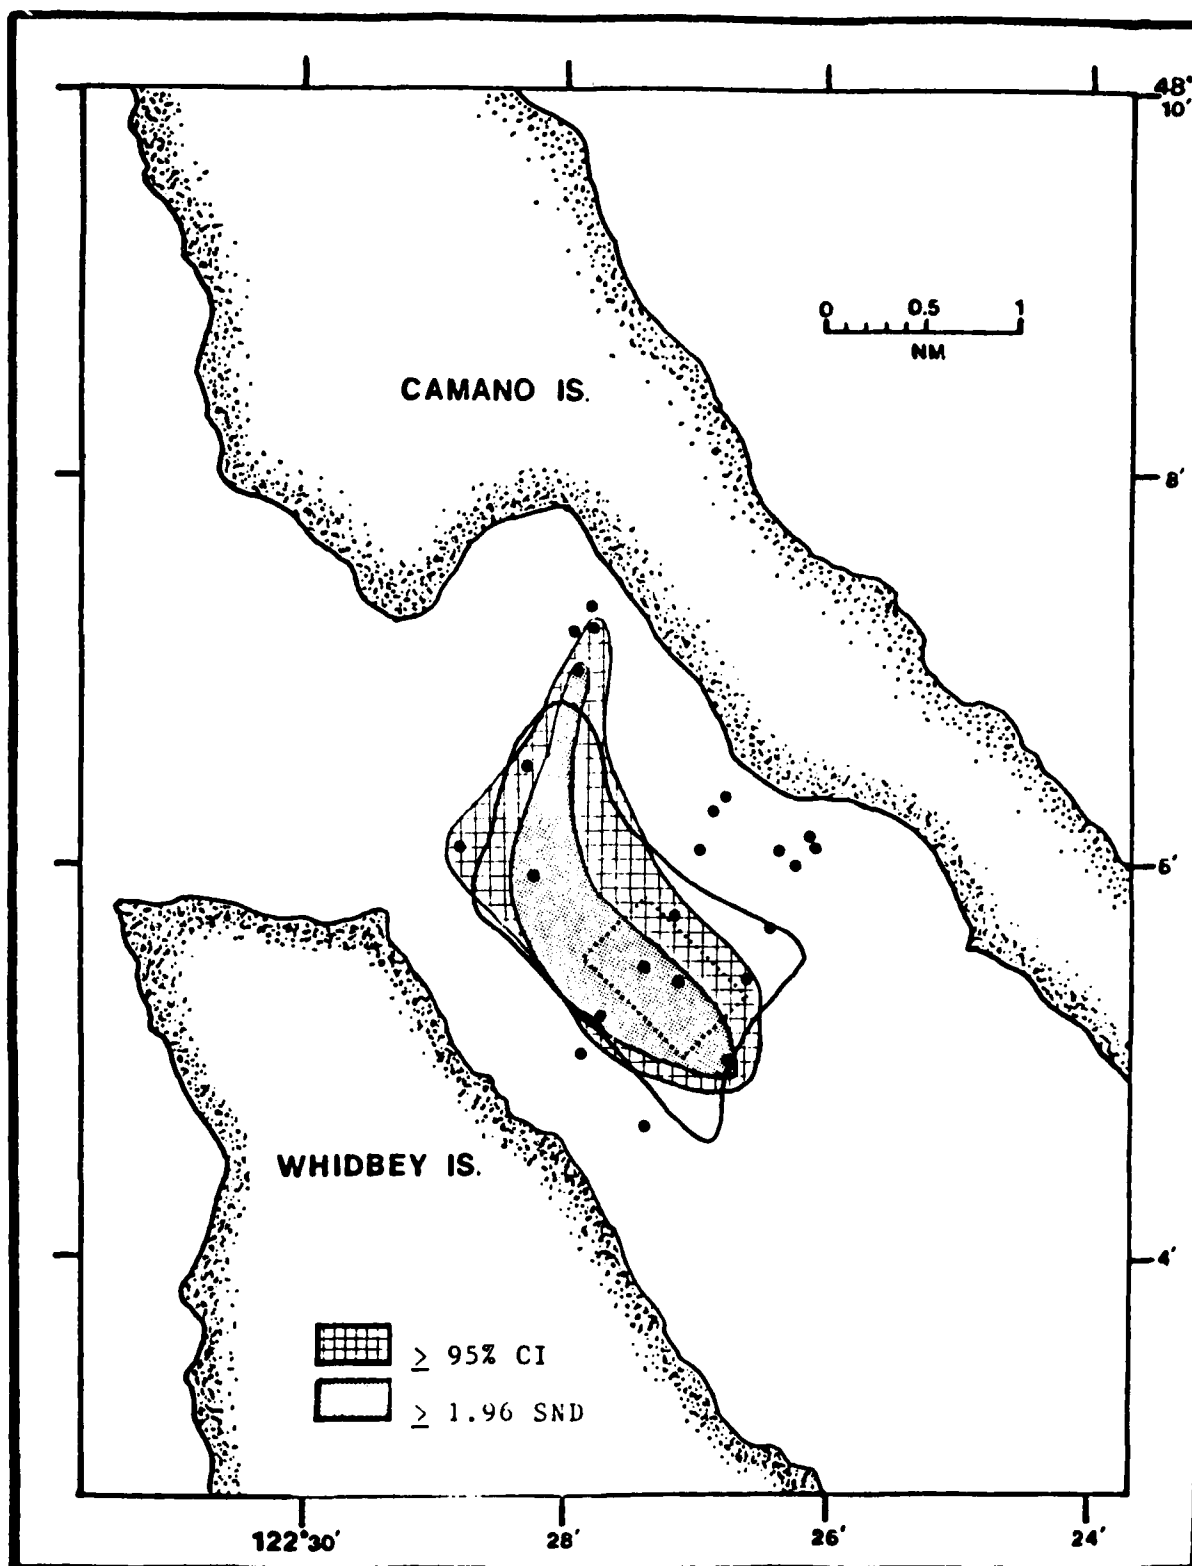 48°
10'
0 0.5 1
NM
CAMANO IS.
8'
6'
WHIDBEY IS.
4'
≥ 95% CI
≥ 1.96 SND
122°30' 28' 26' 24'